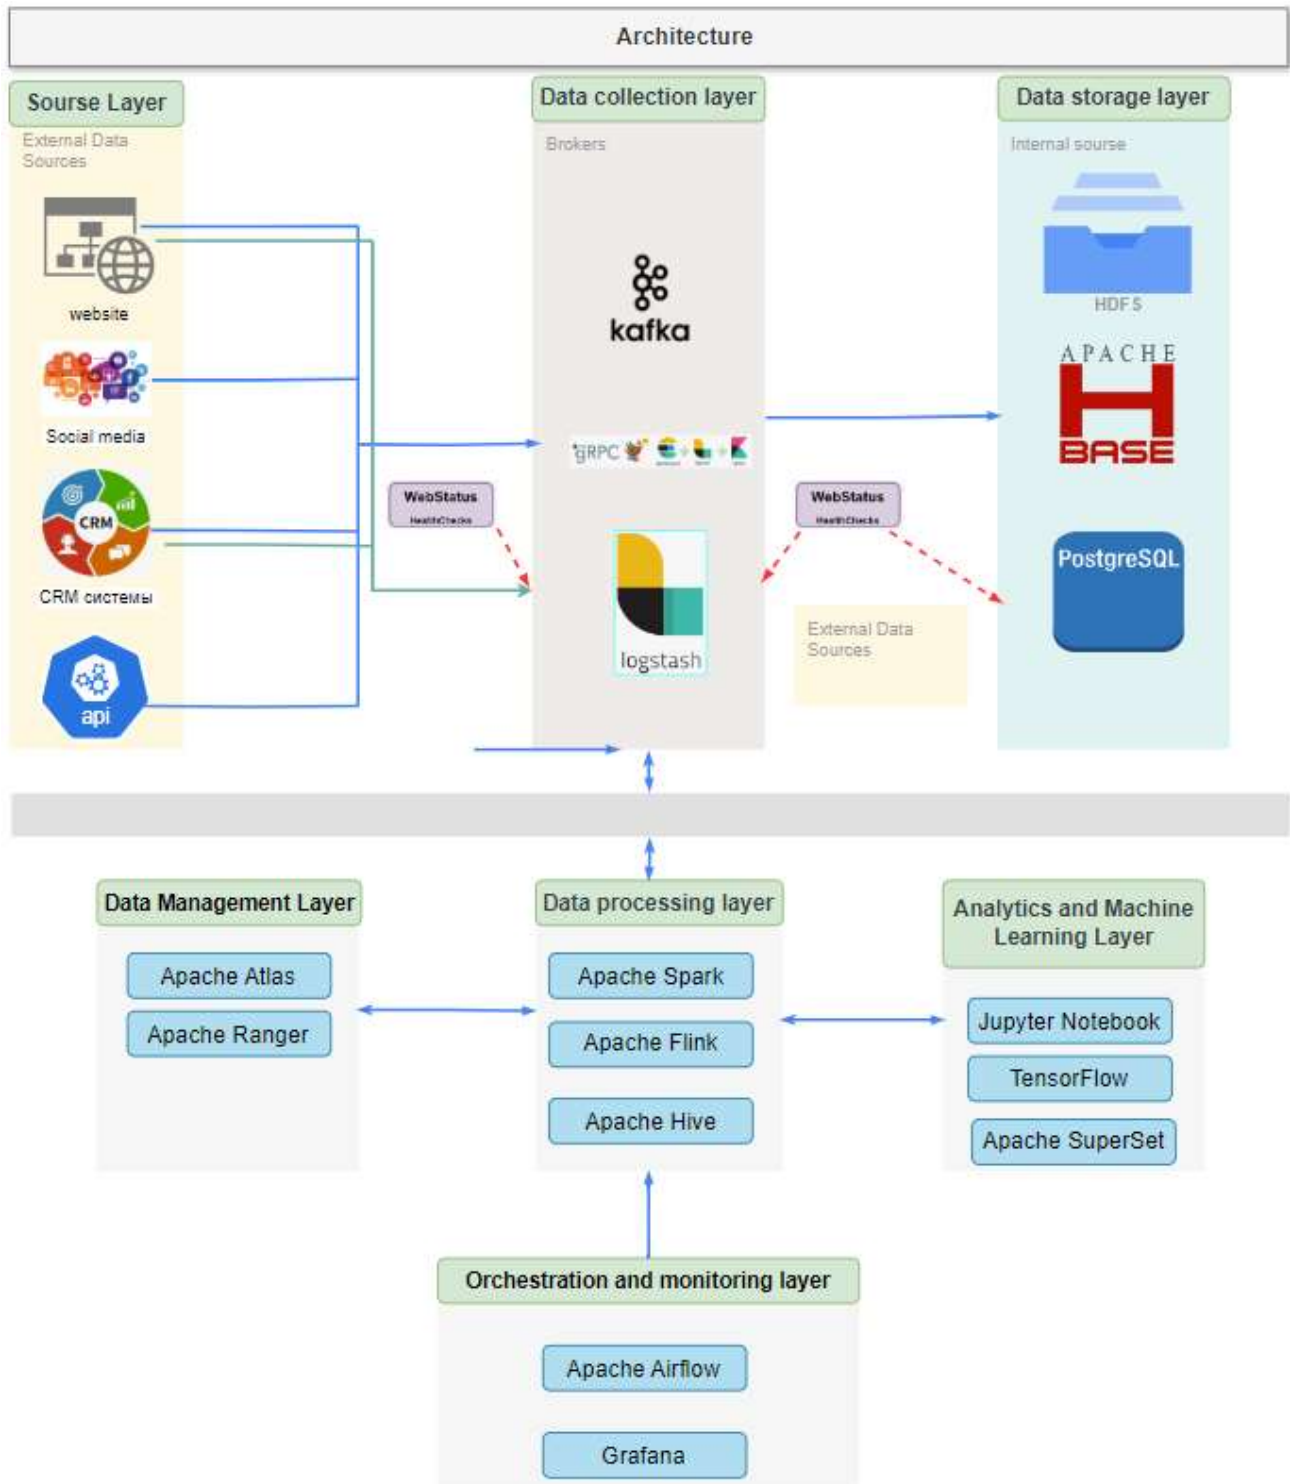 Architecture
Sourse Layer
External Data
Sources
website
Social media
CRM
CRM системы
api
Data collection layer
Brokers
kafka
gRPC
WebStatus
HealthChecks
logstash
WebStatus
HealthChecks
External Data
Sources
Data storage layer
Internal sourse
HDFS
APACHE
H
BASE
PostgreSQL
Data Management Layer
Apache Atlas
Apache Ranger
Data processing layer
Apache Spark
Apache Flink
Apache Hive
Analytics and Machine
Learning Layer
Jupyter Notebook
TensorFlow
Apache SuperSet
Orchestration and monitoring layer
Apache Airflow
Grafana